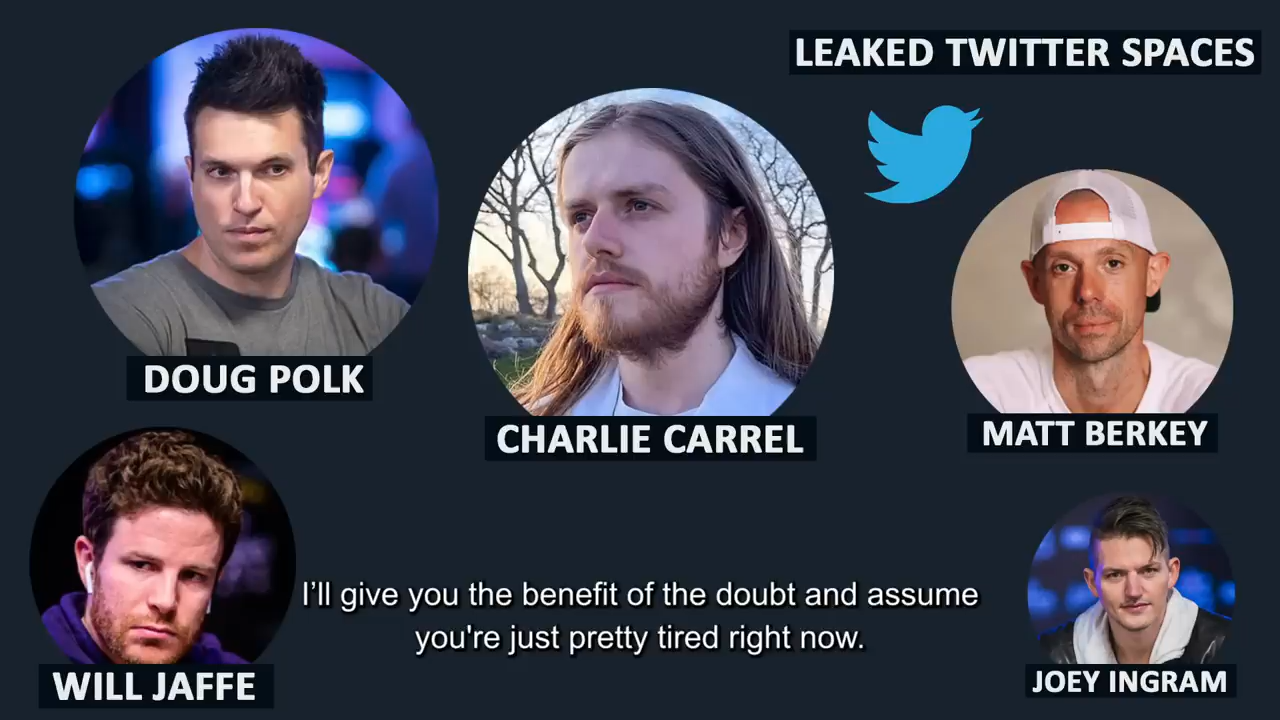 LEAKED TWITTER SPACES
DOUG POLK
CHARLIE CARREL
MATT BERKEY
I'll give you the benefit of the doubt and assume
you're just pretty tired right now.
WILL JAFFE
JOEY INGRAM